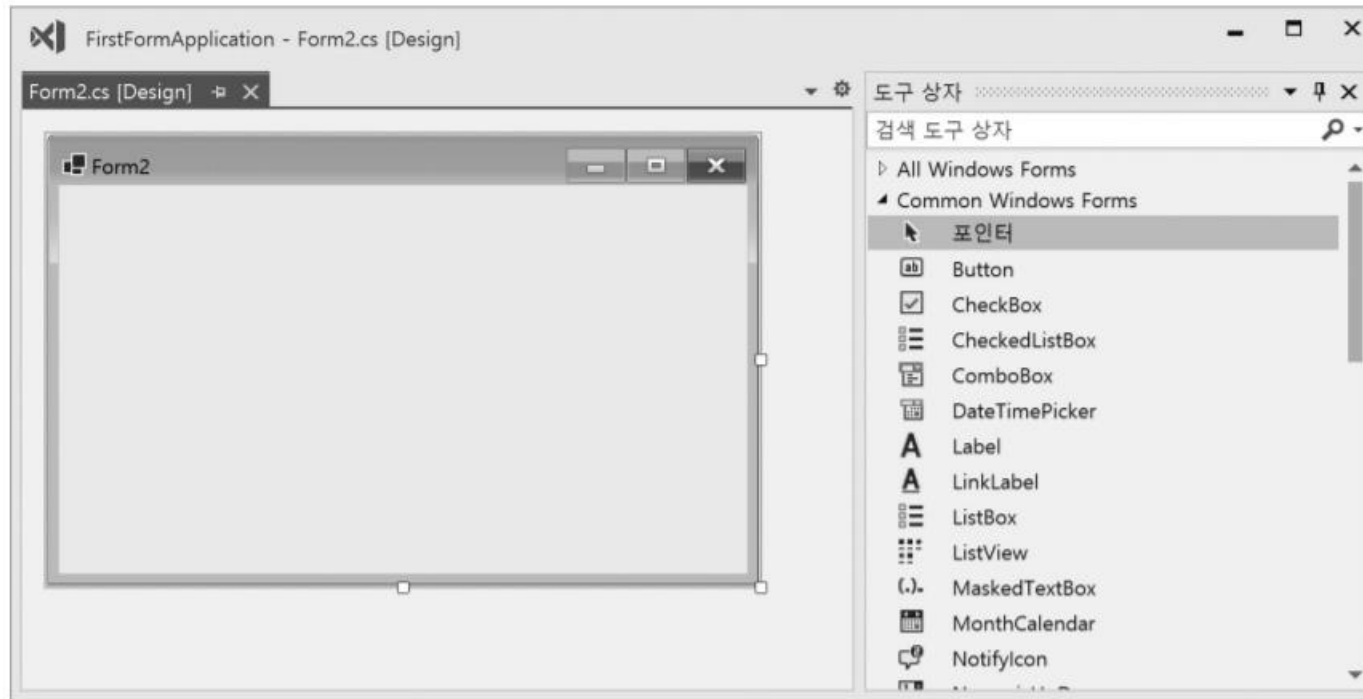 FirstFormApplication - Form2.cs [Design]
Form2.cs [Design]
Form2
도구 상자
검색 도구 상자
All Windows Forms
Common Windows Forms
포인터
Button
CheckBox
CheckedListBox
ComboBox
DateTimePicker
Label
LinkLabel
ListBox
ListView
MaskedTextBox
MonthCalendar
NotifyIcon